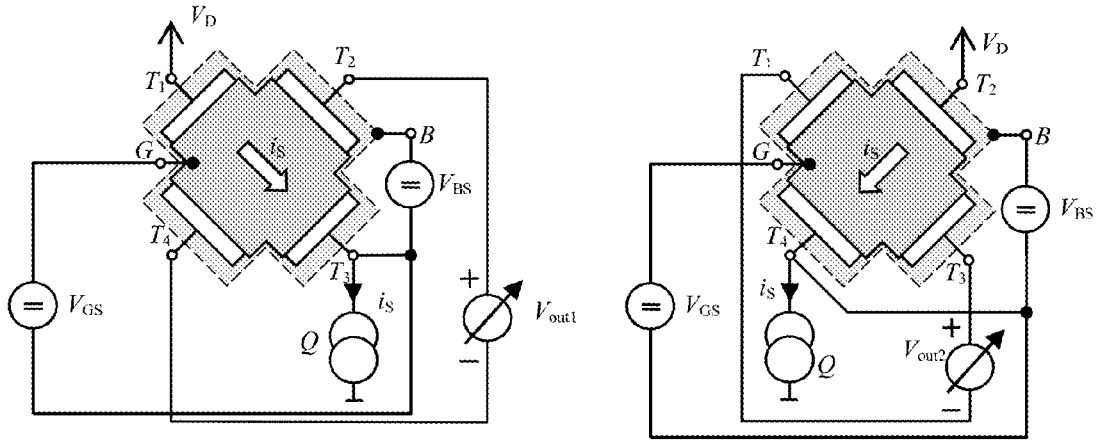 V_D
T_1
T_2
G
B
i_S
=
V_BS
T_4
T_3
=
V_GS
i_S
Q
+
V_out1
−
T_1
V_D
T_2
G
B
i_S
=
V_BS
T_4
T_3
=
V_GS
i_S
Q
+
V_out2
−